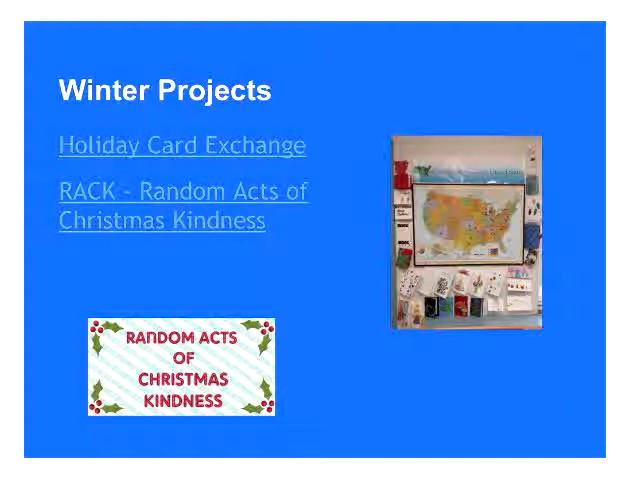 Winter Projects
Holiday Card Exchange
RACK - Random Acts of
Christmas Kindness
RANDOM ACTS
OF
CHRISTMAS
KINDNESS